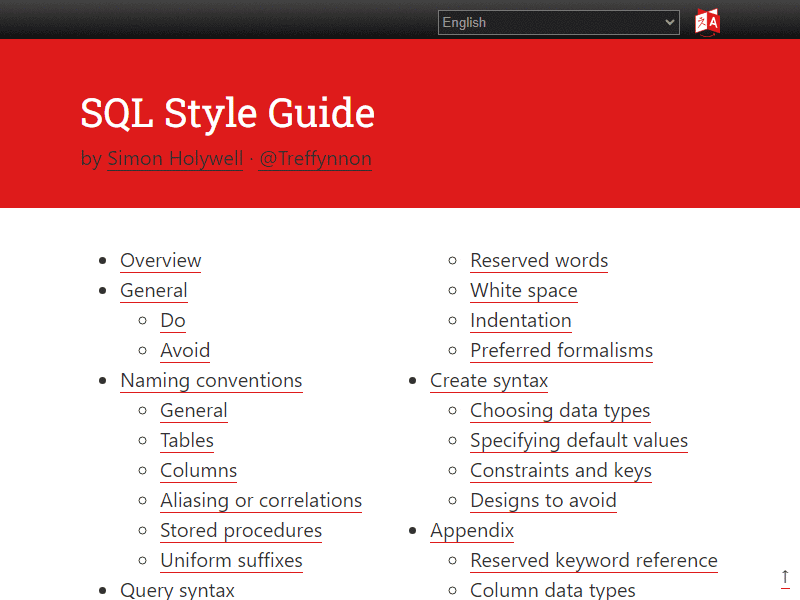 English
SQL Style Guide
by Simon Holywell · @Treffynnon
Overview
General
Do
Avoid
Naming conventions
General
Tables
Columns
Aliasing or correlations
Stored procedures
Uniform suffixes
Query syntax
Reserved words
White space
Indentation
Preferred formalisms
Create syntax
Choosing data types
Specifying default values
Constraints and keys
Designs to avoid
Appendix
Reserved keyword reference
Column data types
↑